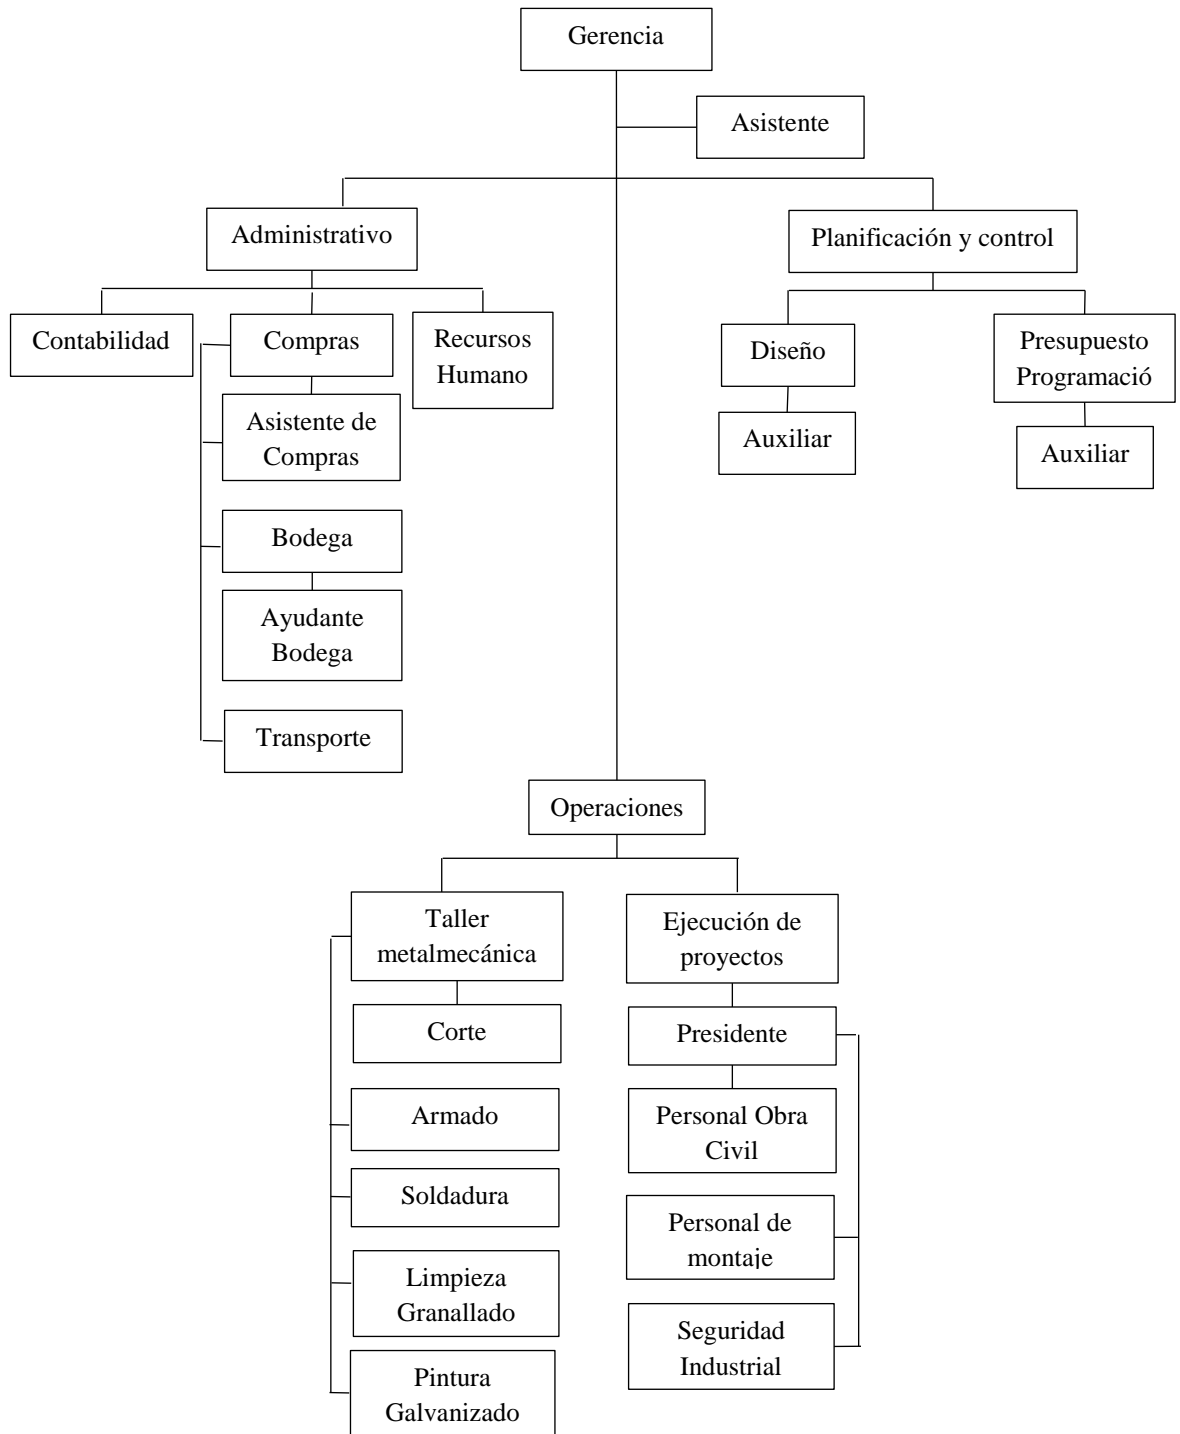 Gerencia
Asistente
Administrativo
Planificación y control
Contabilidad
Compras
Recursos
Humano
Diseño
Presupuesto
Programació
Asistente de
Compras
Auxiliar
Auxiliar
Bodega
Ayudante
Bodega
Transporte
Operaciones
Taller
metalmecánica
Ejecución de
proyectos
Corte
Presidente
Armado
Personal Obra
Civil
Soldadura
Personal de
montaje
Limpieza
Granallado
Seguridad
Industrial
Pintura
Galvanizado